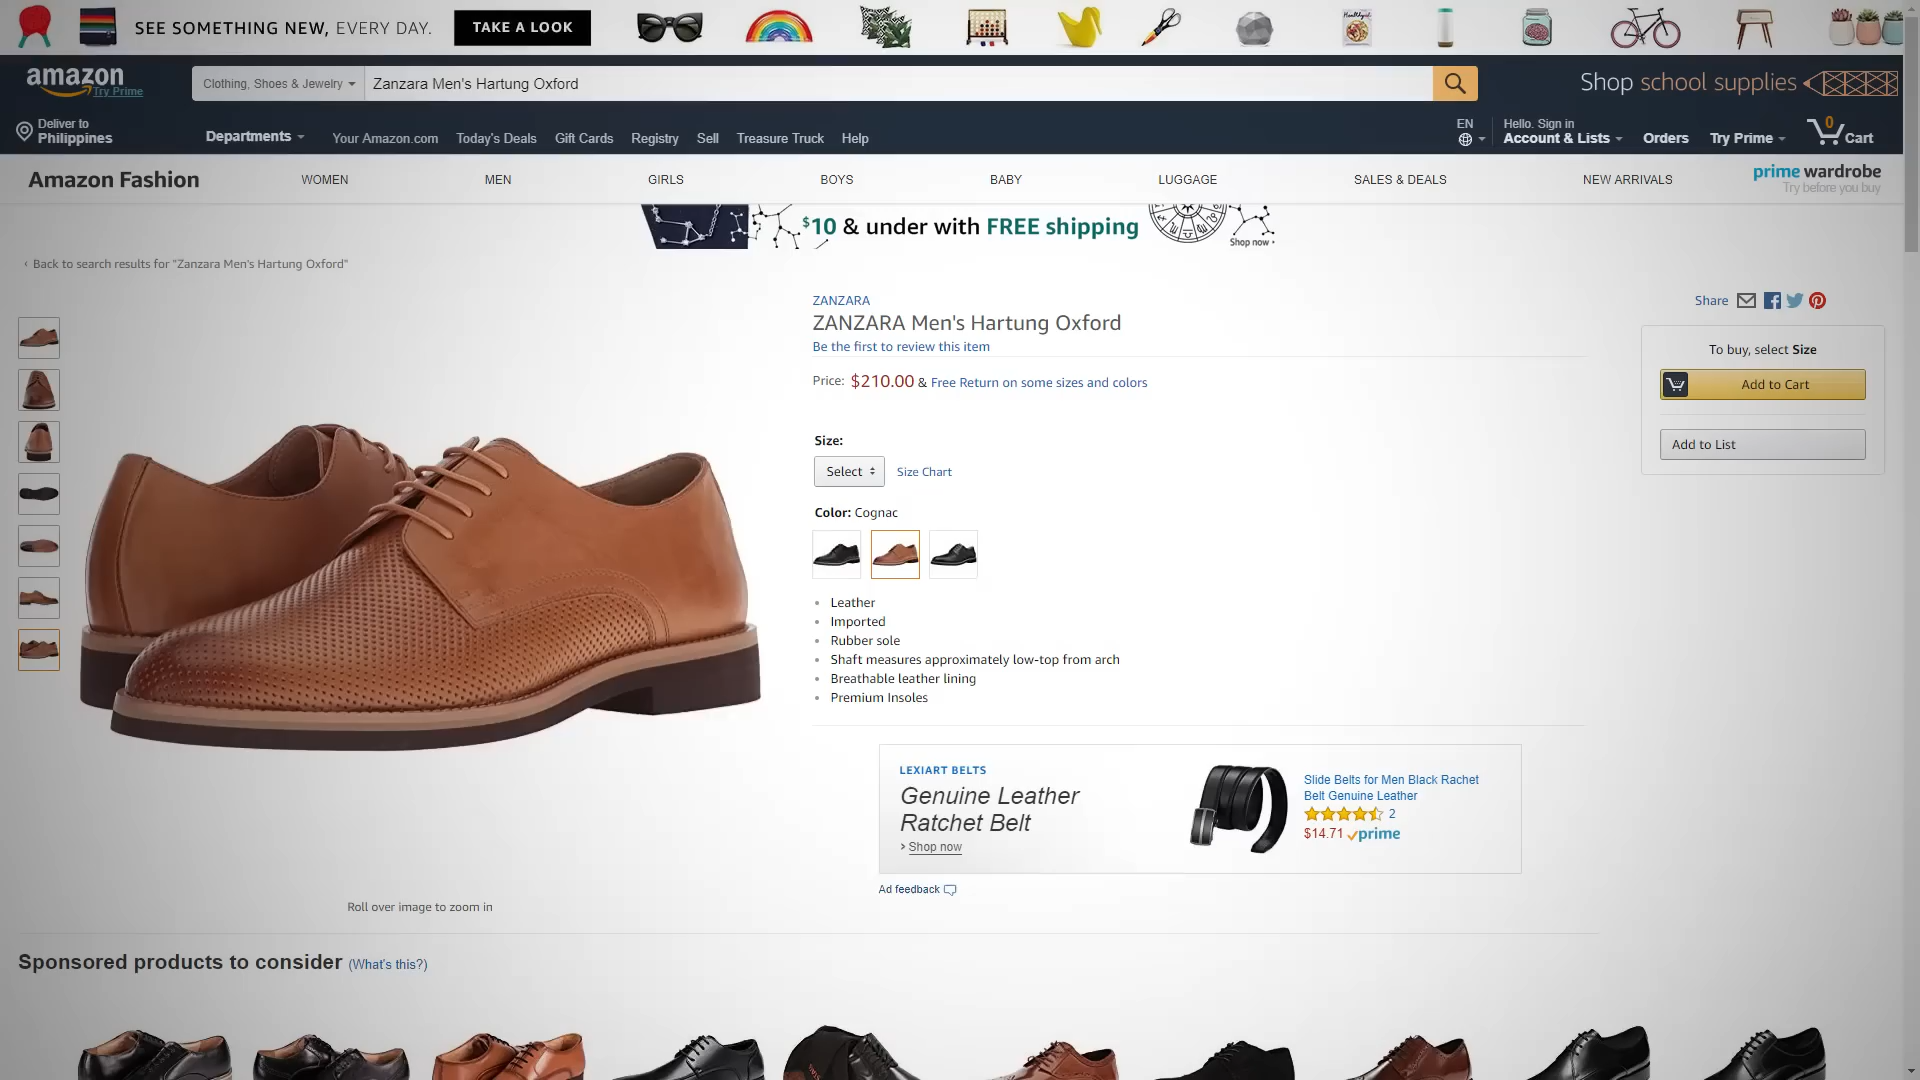 SEE SOMETHING NEW, EVERY DAY.
TAKE A LOOK
Healthyish
amazon
Try Prime
Clothing, Shoes & Jewelry
Zanzara Men's Hartung Oxford
Shop school supplies
Deliver to
Philippines
Departments
Your Amazon.com
Today's Deals
Gift Cards
Registry
Sell
Treasure Truck
Help
EN
Hello. Sign in
Account & Lists
Orders
Try Prime
0
Cart
Amazon Fashion
WOMEN
MEN
GIRLS
BOYS
BABY
LUGGAGE
SALES & DEALS
NEW ARRIVALS
prime wardrobe
Try before you buy
$10 & under with FREE shipping
Shop now ›
‹ Back to search results for "Zanzara Men's Hartung Oxford"
ZANZARA
ZANZARA Men's Hartung Oxford
Be the first to review this item
Price: $210.00 & Free Return on some sizes and colors
Size:
Select
Size Chart
Color: Cognac
Leather
Imported
Rubber sole
Shaft measures approximately low-top from arch
Breathable leather lining
Premium Insoles
Share
To buy, select Size
Add to Cart
Add to List
LEXIART BELTS
Genuine Leather
Ratchet Belt
› Shop now
Slide Belts for Men Black Rachet
Belt Genuine Leather
2
$14.71 prime
Ad feedback
Roll over image to zoom in
Sponsored products to consider (What's this?)